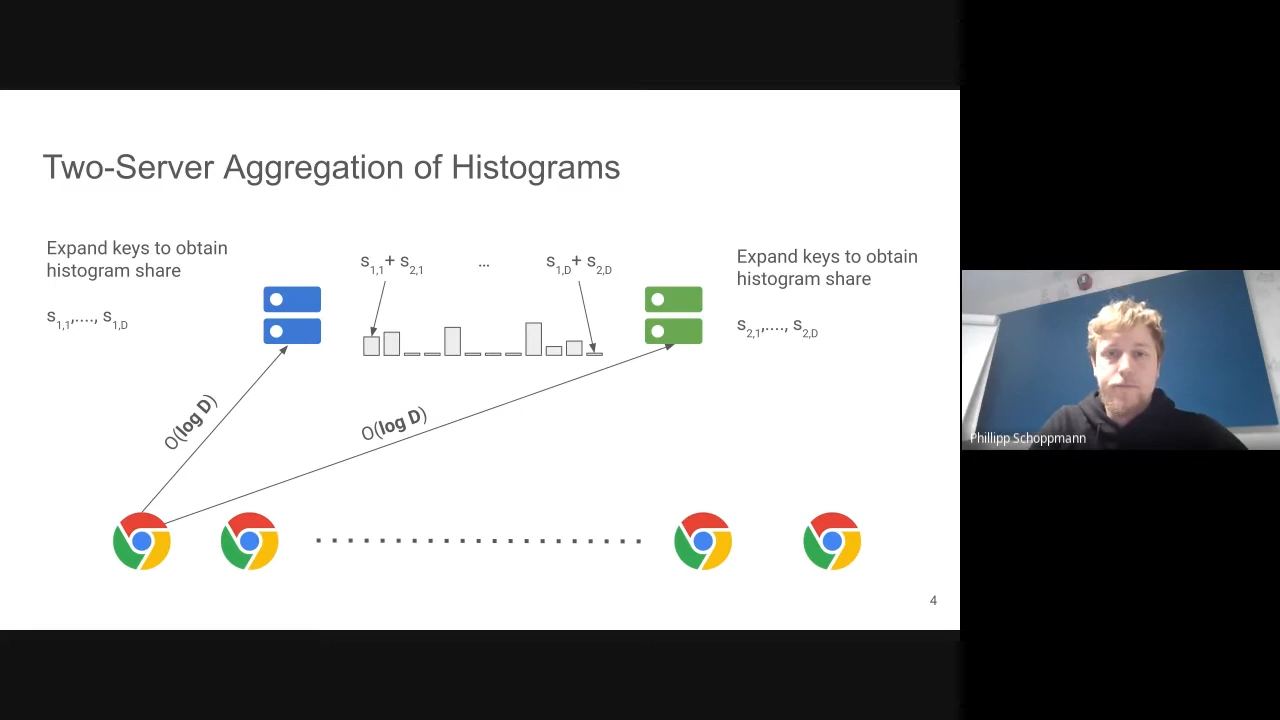 Two-Server Aggregation of Histograms
Expand keys to obtain
histogram share
s1,1,...., s1,D
s1,1+ s2,1
...
s1,D+ s2,D
Expand keys to obtain
histogram share
s2,1,...., s2,D
O(log D)
O(log D)
4
Phillipp Schoppmann